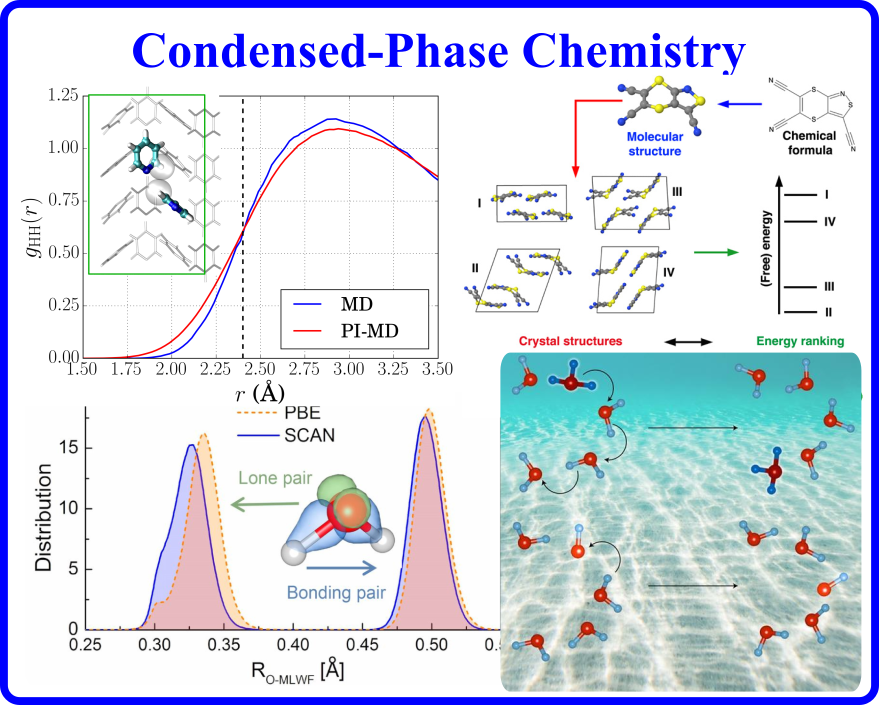 Condensed-Phase Chemistry
1.25
1.00
0.75
0.50
0.25
0.00
g_HH(r)
1.50 1.75 2.00 2.25 2.50 2.75 3.00 3.25 3.50
r (Å)
MD
PI-MD
Molecular
structure
Chemical
formula
NC
S
N
S
S
NC
CN
I
III
II
IV
(Free) energy
I
IV
III
II
Crystal structures
Energy ranking
PBE
SCAN
15
10
5
0
Distribution
Lone pair
Bonding pair
0.25 0.30 0.35 0.40 0.45 0.50
R_O-MLWF [Å]